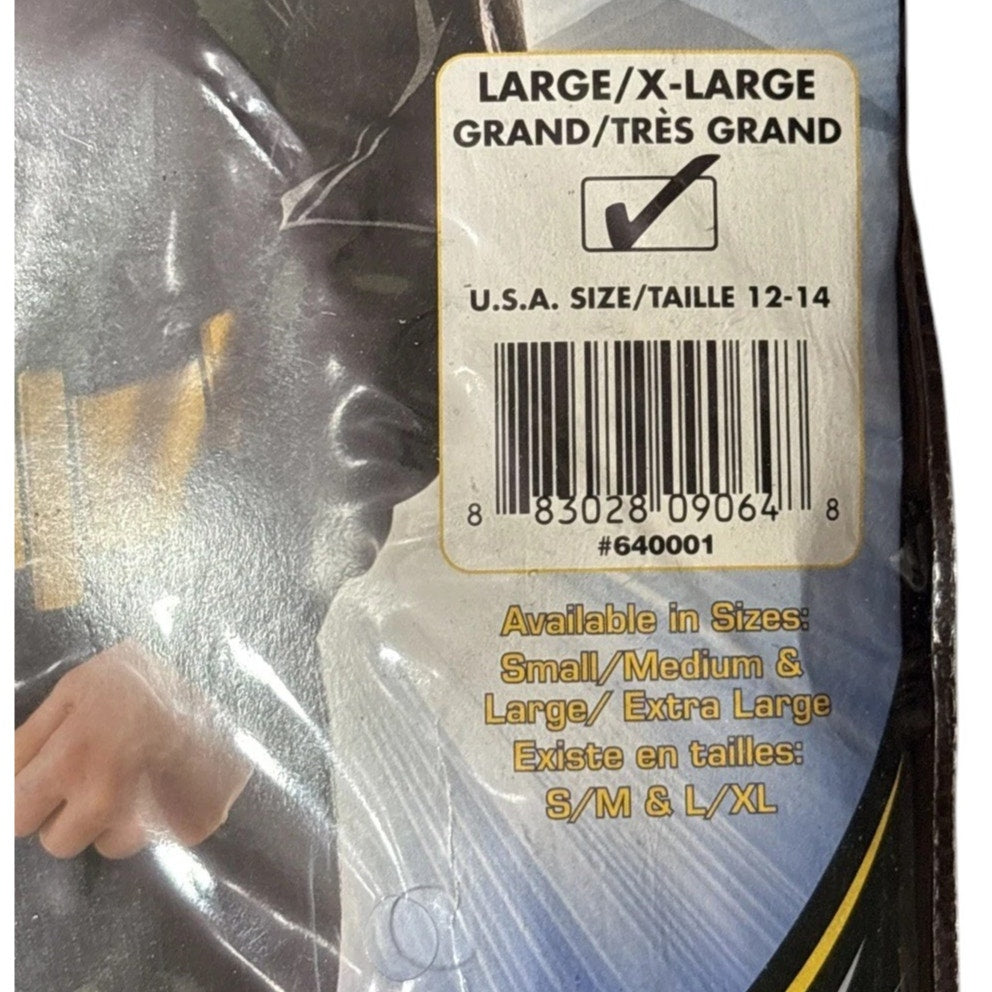 LARGE/X-LARGE
GRAND/TRÈS GRAND
U.S.A. SIZE/TAILLE 12-14
8 83028 09064 8
#640001
Available in Sizes:
Small/Medium &
Large/ Extra Large
Existe en tailles:
S/M & L/XL